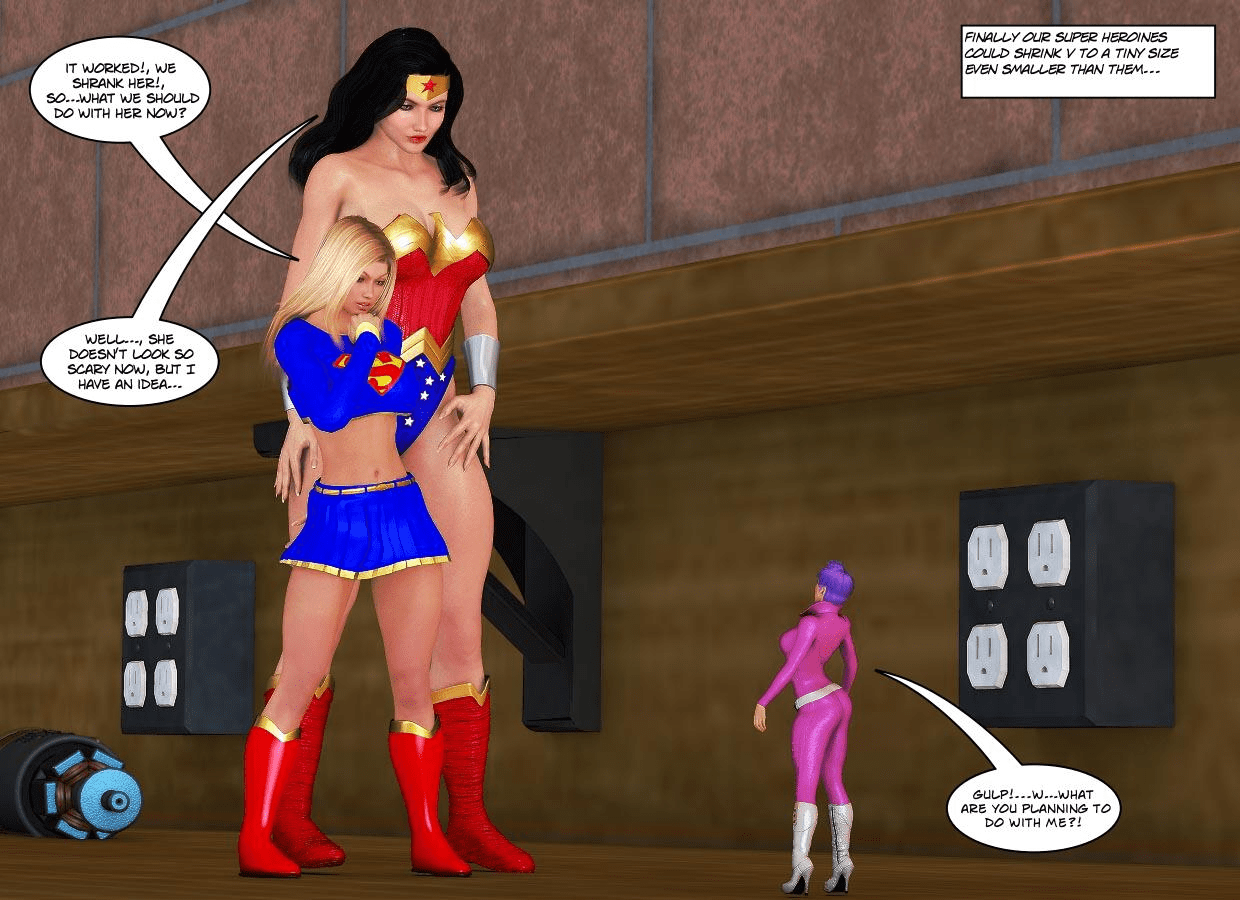 IT WORKED!, WE
SHRANK HER!,
SO...WHAT WE SHOULD
DO WITH HER NOW?
FINALLY OUR SUPER HEROINES
COULD SHRINK V TO A TINY SIZE
EVEN SMALLER THAN THEM...
WELL..., SHE
DOESN'T LOOK SO
SCARY NOW, BUT I
HAVE AN IDEA...
GULP!...W...WHAT
ARE YOU PLANNING TO
DO WITH ME?!